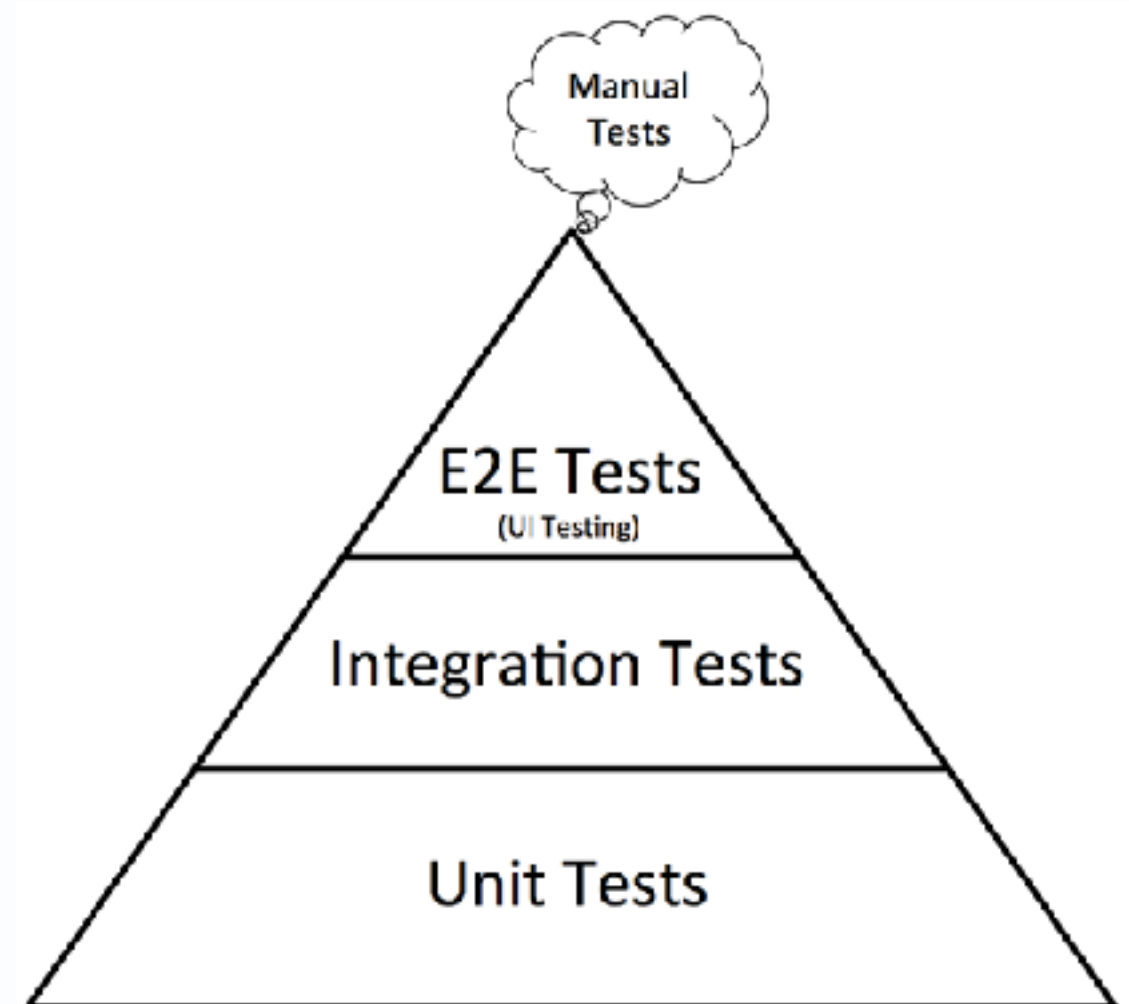 Manual
Tests
E2E Tests
(UI Testing)
Integration Tests
Unit Tests